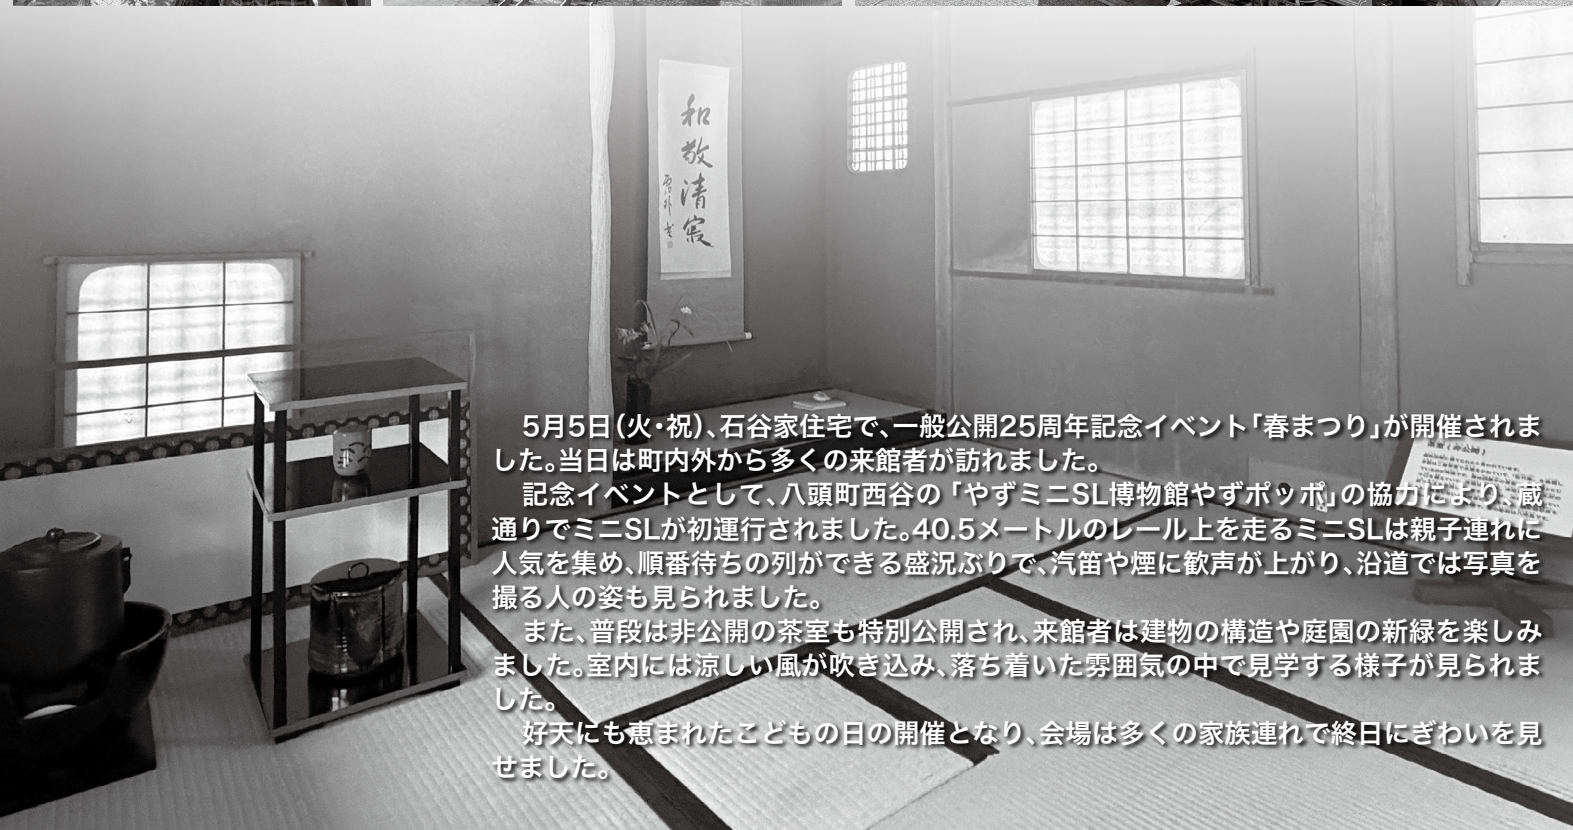 和敬清寂
5月5日（火・祝）、石谷家住宅で、一般公開25周年記念イベント「春まつり」が開催されま
した。当日は町内外から多くの来館者が訪れました。
記念イベントとして、八頭町西谷の「やずミニSL博物館やずポッポ」の協力により、蔵
通りでミニSLが初運行されました。40.5メートルのレール上を走るミニSLは親子連れに
人気を集め、順番待ちの列ができる盛況ぶりで、汽笛や煙に歓声が上がり、沿道では写真を
撮る人の姿も見られました。
また、普段は非公開の茶室も特別公開され、来館者は建物の構造や庭園の新緑を楽しみ
ました。室内には涼しい風が吹き込み、落ち着いた雰囲気の中で見学する様子が見られま
した。
好天にも恵まれたこどもの日の開催となり、会場は多くの家族連れで終日にぎわいを見
せました。